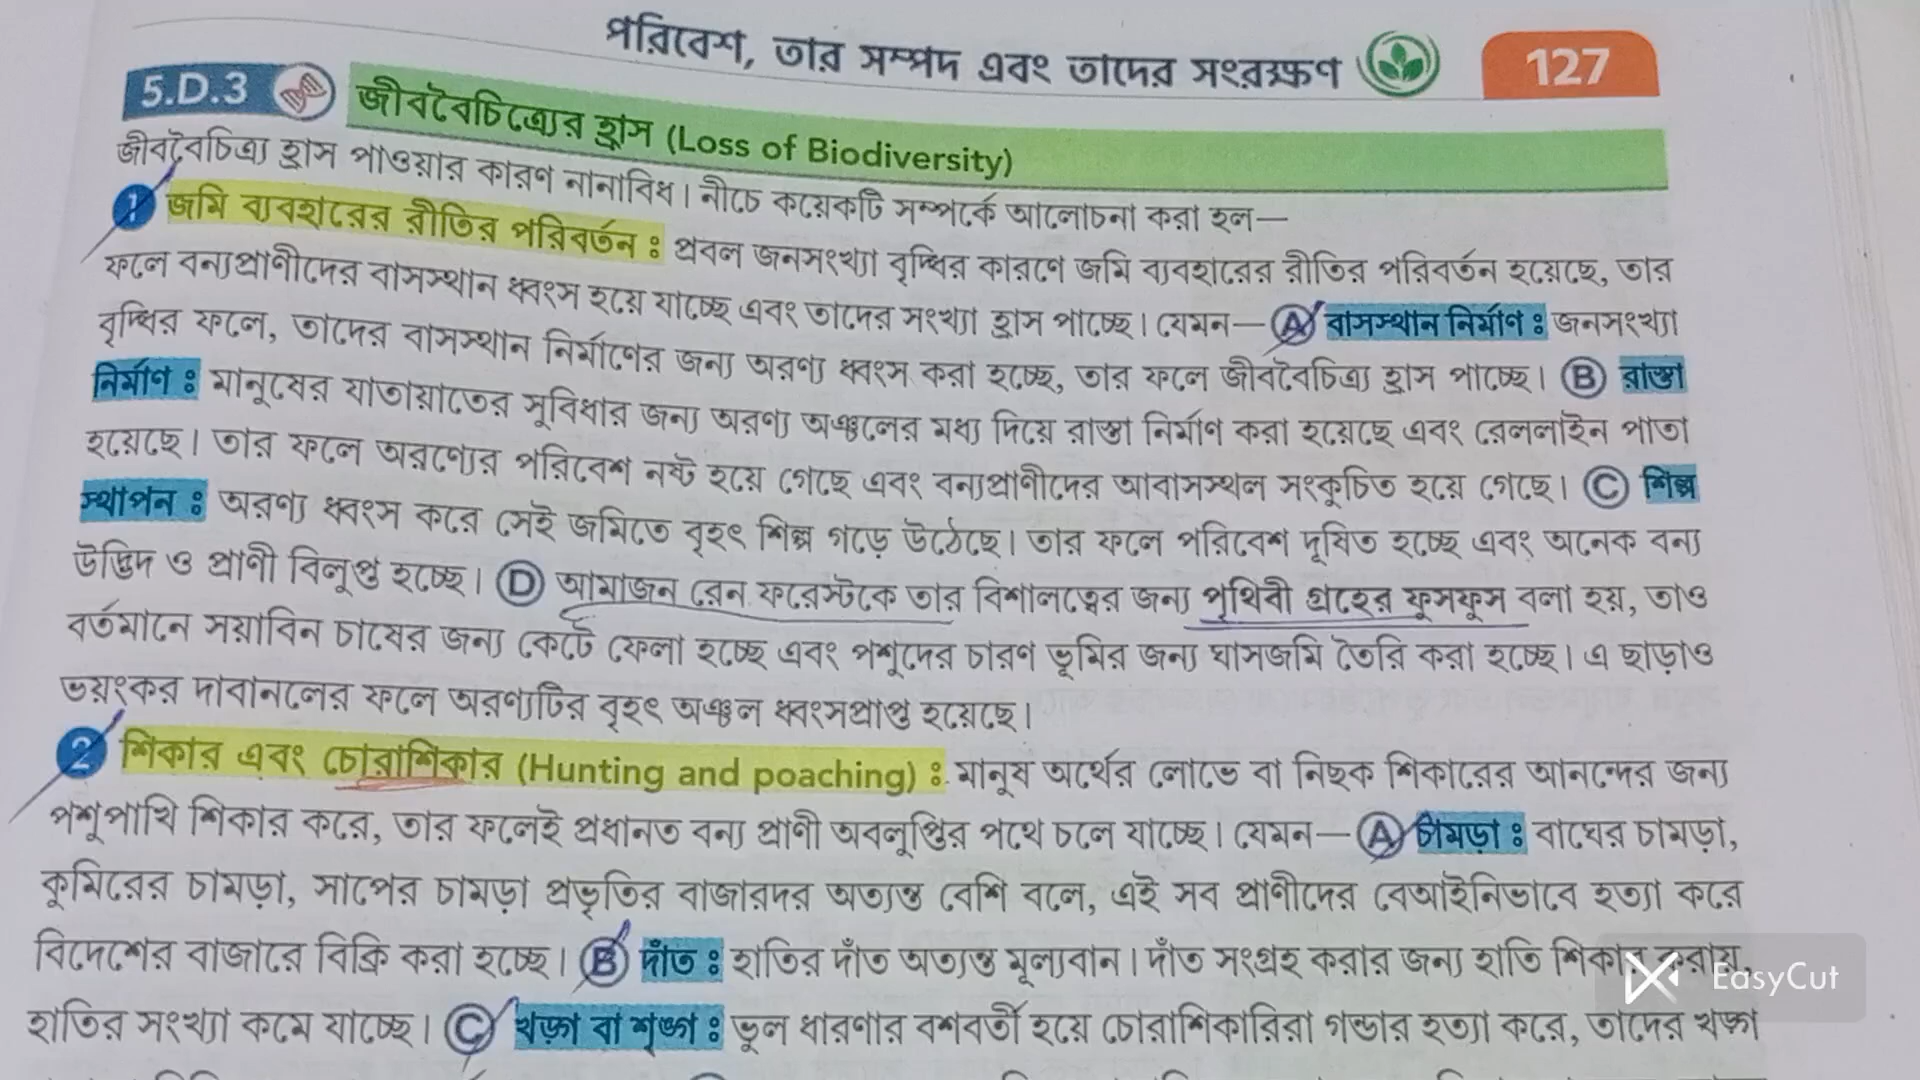 পরিবেশ, তার সম্পদ এবং তাদের সংরক্ষণ 127
5.D.3 জীববৈচিত্র্যের হ্রাস (Loss of Biodiversity)
জীববৈচিত্র্য হ্রাস পাওয়ার কারণ নানাবিধ। নীচে কয়েকটি সম্পর্কে আলোচনা করা হল—
1 জমি ব্যবহারের রীতির পরিবর্তন : প্রবল জনসংখ্যা বৃদ্ধির কারণে জমি ব্যবহারের রীতির পরিবর্তন হয়েছে, তার
ফলে বন্যপ্রাণীদের বাসস্থান ধ্বংস হয়ে যাচ্ছে এবং তাদের সংখ্যা হ্রাস পাচ্ছে। যেমন— A বাসস্থান নির্মাণ : জনসংখ্যা
বৃদ্ধির ফলে, তাদের বাসস্থান নির্মাণের জন্য অরণ্য ধ্বংস করা হচ্ছে, তার ফলে জীববৈচিত্র্য হ্রাস পাচ্ছে। B রাস্তা
নির্মাণ : মানুষের যাতায়াতের সুবিধার জন্য অরণ্য অঞ্চলের মধ্য দিয়ে রাস্তা নির্মাণ করা হয়েছে এবং রেললাইন পাতা
হয়েছে। তার ফলে অরণ্যের পরিবেশ নষ্ট হয়ে গেছে এবং বন্যপ্রাণীদের আবাসস্থল সংকুচিত হয়ে গেছে। C শিল্প
স্থাপন : অরণ্য ধ্বংস করে সেই জমিতে বৃহৎ শিল্প গড়ে উঠেছে। তার ফলে পরিবেশ দূষিত হচ্ছে এবং অনেক বন্য
উদ্ভিদ ও প্রাণী বিলুপ্ত হচ্ছে। D আমাজন রেন ফরেস্টকে তার বিশালত্বের জন্য পৃথিবী গ্রহের ফুসফুস বলা হয়, তাও
বর্তমানে সয়াবিন চাষের জন্য কেটে ফেলা হচ্ছে এবং পশুদের চারণ ভূমির জন্য ঘাসজমি তৈরি করা হচ্ছে। এ ছাড়াও
ভয়ংকর দাবানলের ফলে অরণ্যটির বৃহৎ অঞ্চল ধ্বংসপ্রাপ্ত হয়েছে।
2 শিকার এবং চোরাশিকার (Hunting and poaching) : মানুষ অর্থের লোভে বা নিছক শিকারের আনন্দের জন্য
পশুপাখি শিকার করে, তার ফলেই প্রধানত বন্য প্রাণী অবলুপ্তির পথে চলে যাচ্ছে। যেমন— A চামড়া : বাঘের চামড়া,
কুমিরের চামড়া, সাপের চামড়া প্রভৃতির বাজারদর অত্যন্ত বেশি বলে, এই সব প্রাণীদের বেআইনিভাবে হত্যা করে
বিদেশের বাজারে বিক্রি করা হচ্ছে। B দাঁত : হাতির দাঁত অত্যন্ত মূল্যবান। দাঁত সংগ্রহ করার জন্য হাতি শিকার করায়,
হাতির সংখ্যা কমে যাচ্ছে। C খড়্গ বা শৃঙ্গ : ভুল ধারণার বশবর্তী হয়ে চোরাশিকারিরা গন্ডার হত্যা করে, তাদের খড়্গ
EasyCut